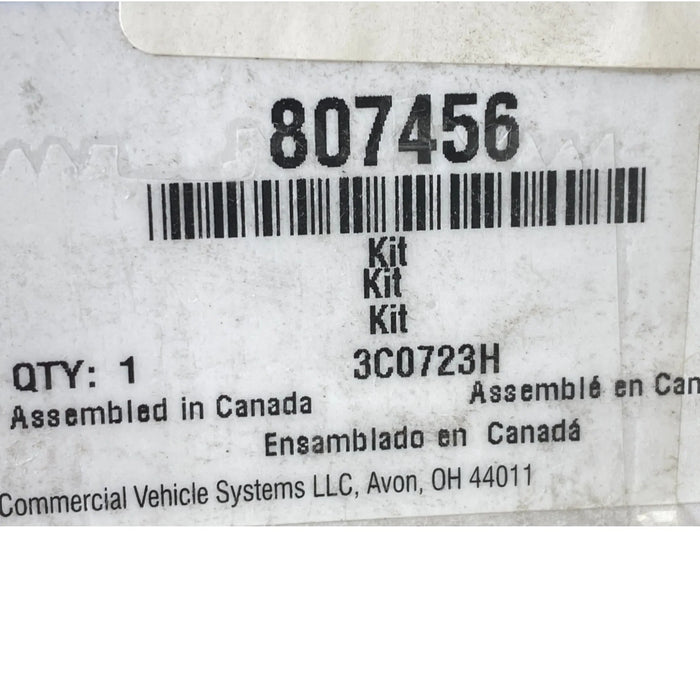 807456
Kit
Kit
Kit
QTY: 1 3C0723H
Assembled in Canada Assemblé en Can
Ensamblado en Canadá
Commercial Vehicle Systems LLC, Avon, OH 44011